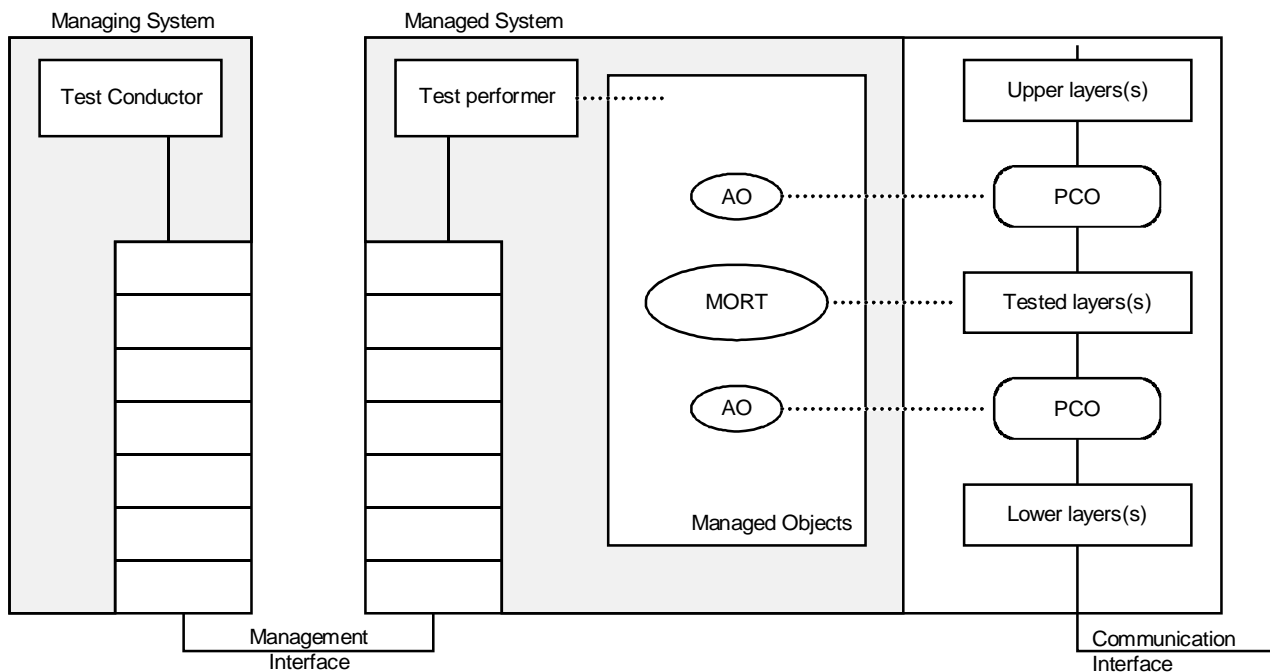 Managing System
Managed System
Test Conductor
Test performer
Upper layers(s)
AO
PCO
MORT
Tested layers(s)
AO
PCO
Lower layers(s)
Managed Objects
Management
Interface
Communication
Interface